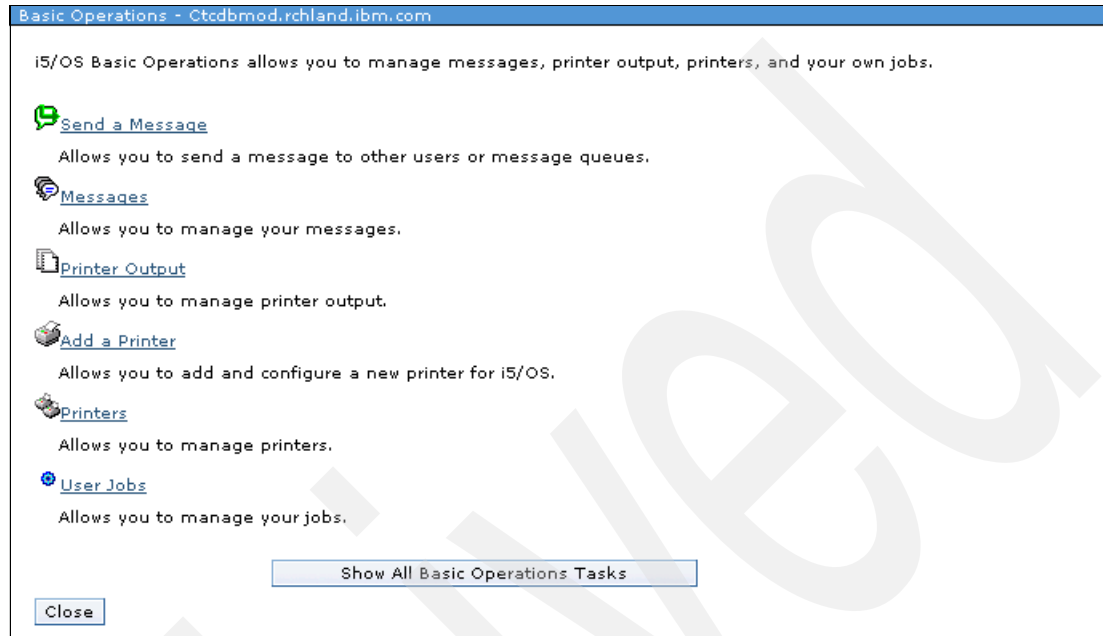 Basic Operations - Ctcdbmod.rchland.ibm.com
i5/OS Basic Operations allows you to manage messages, printer output, printers, and your own jobs.
Send a Message
Allows you to send a message to other users or message queues.
Messages
Allows you to manage your messages.
Printer Output
Allows you to manage printer output.
Add a Printer
Allows you to add and configure a new printer for i5/OS.
Printers
Allows you to manage printers.
User Jobs
Allows you to manage your jobs.
Show All Basic Operations Tasks
Close